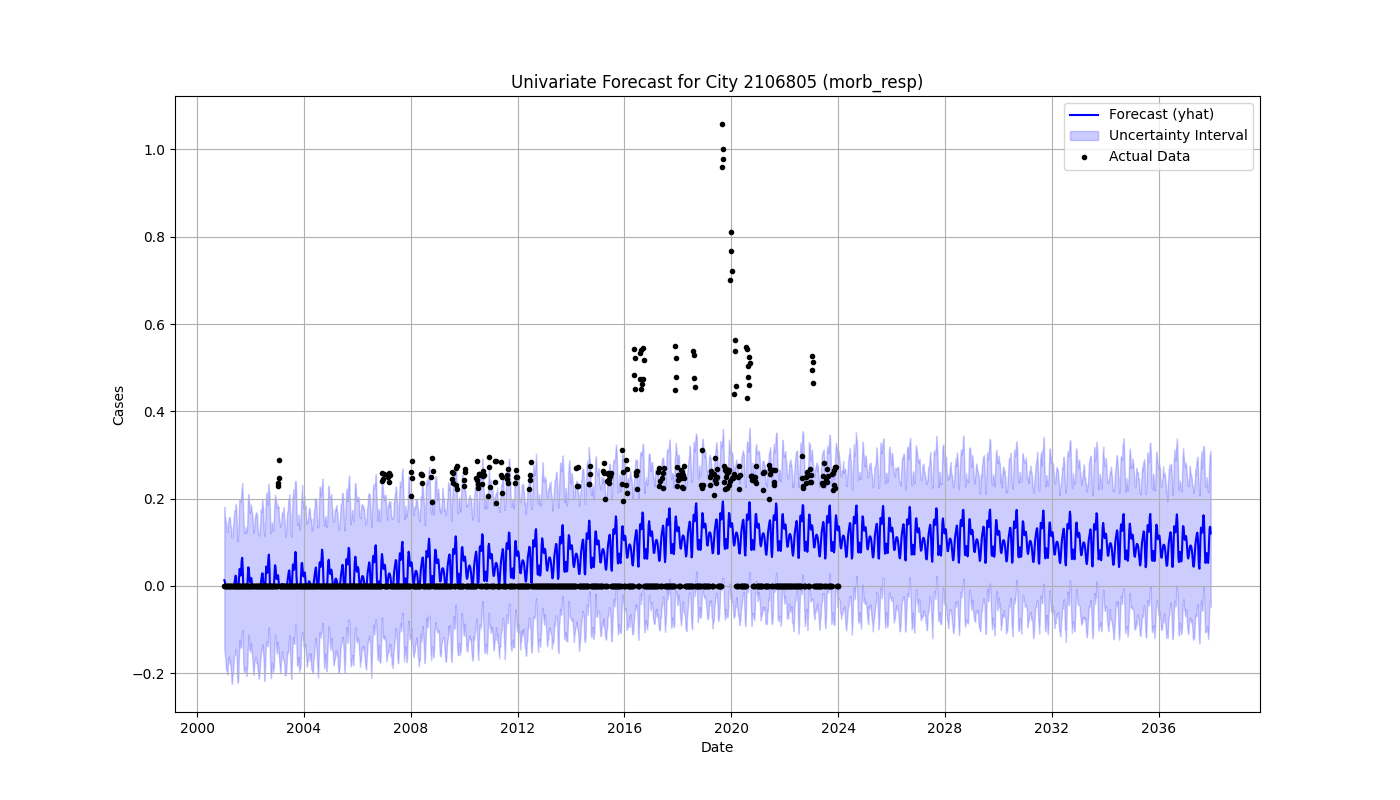 Univariate Forecast for City 2106805 (morb_resp)
Forecast (yhat)
Uncertainty Interval
Actual Data
1.0
0.8
0.6
0.4
0.2
0.0
−0.2
Cases
2000 2004 2008 2012 2016 2020 2024 2028 2032 2036
Date